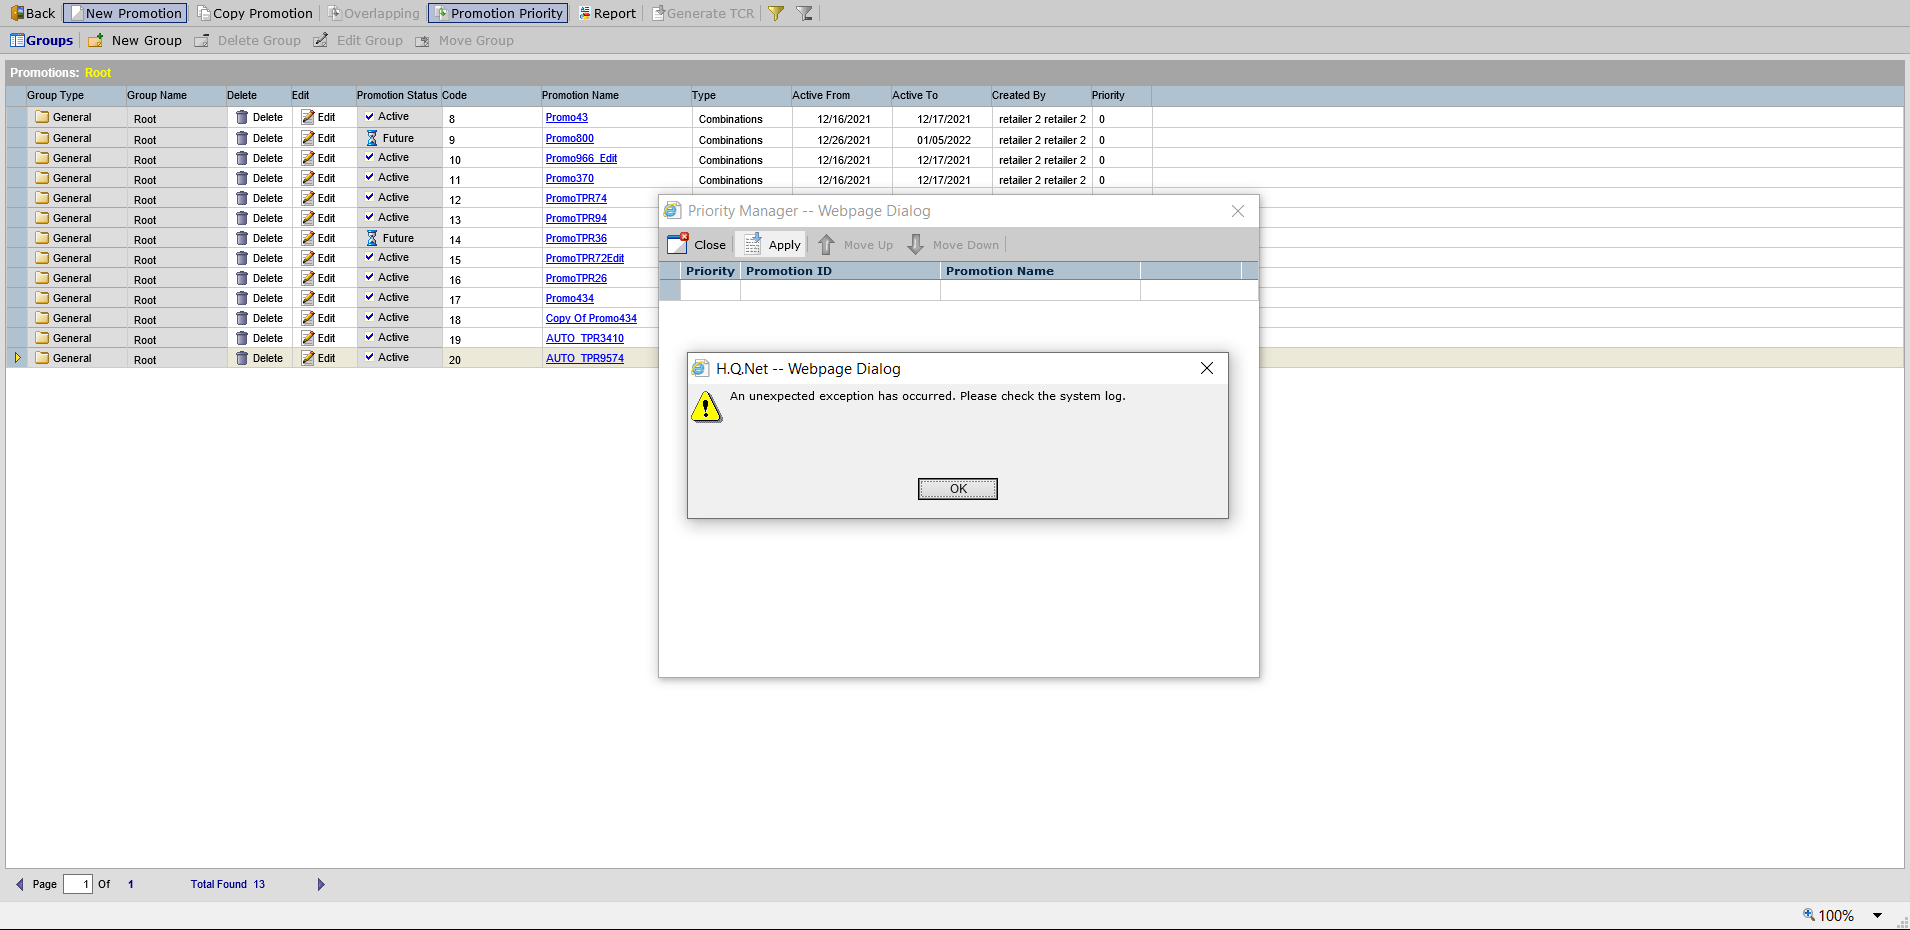 Back New Promotion Copy Promotion Overlapping Promotion Priority Report Generate TCR
Groups New Group Delete Group Edit Group Move Group
Promotions: Root
Group Type Group Name Delete Edit Promotion Status Code Promotion Name Type Active From Active To Created By Priority
General Root Delete Edit Active 8 Promo43 Combinations 12/16/2021 12/17/2021 retailer 2 retailer 2 0
General Root Delete Edit Future 9 Promo800 Combinations 12/26/2021 01/05/2022 retailer 2 retailer 2 0
General Root Delete Edit Active 10 Promo966_Edit Combinations 12/16/2021 12/17/2021 retailer 2 retailer 2 0
General Root Delete Edit Active 11 Promo370 Combinations 12/16/2021 12/17/2021 retailer 2 retailer 2 0
General Root Delete Edit Active 12 PromoTPR74
General Root Delete Edit Active 13 PromoTPR94
General Root Delete Edit Future 14 PromoTPR36
General Root Delete Edit Active 15 PromoTPR72Edit
General Root Delete Edit Active 16 PromoTPR26
General Root Delete Edit Active 17 Promo434
General Root Delete Edit Active 18 Copy Of Promo434
General Root Delete Edit Active 19 AUTO_TPR3410
General Root Delete Edit Active 20 AUTO_TPR9574
Priority Manager -- Webpage Dialog
Close Apply Move Up Move Down
Priority Promotion ID Promotion Name
H.Q.Net -- Webpage Dialog
An unexpected exception has occurred. Please check the system log.
OK
Page 1 Of 1 Total Found 13
100%